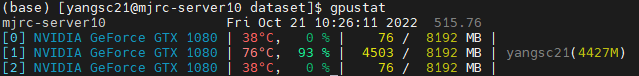 (base) [yangsc21@mjrc-server10 dataset]$ gpustat
mjrc-server10 Fri Oct 21 10:26:11 2022 515.76
[0] NVIDIA GeForce GTX 1080 | 38°C, 0 % | 76 / 8192 MB |
[1] NVIDIA GeForce GTX 1080 | 76°C, 93 % | 4503 / 8192 MB | yangsc21(4427M)
[2] NVIDIA GeForce GTX 1080 | 38°C, 0 % | 76 / 8192 MB |